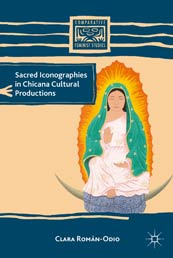 COMPARATIVE
FEMINIST STUDIES
Sacred Iconographies
in Chicana Cultural
Productions
CLARA ROMÁN-ODIO